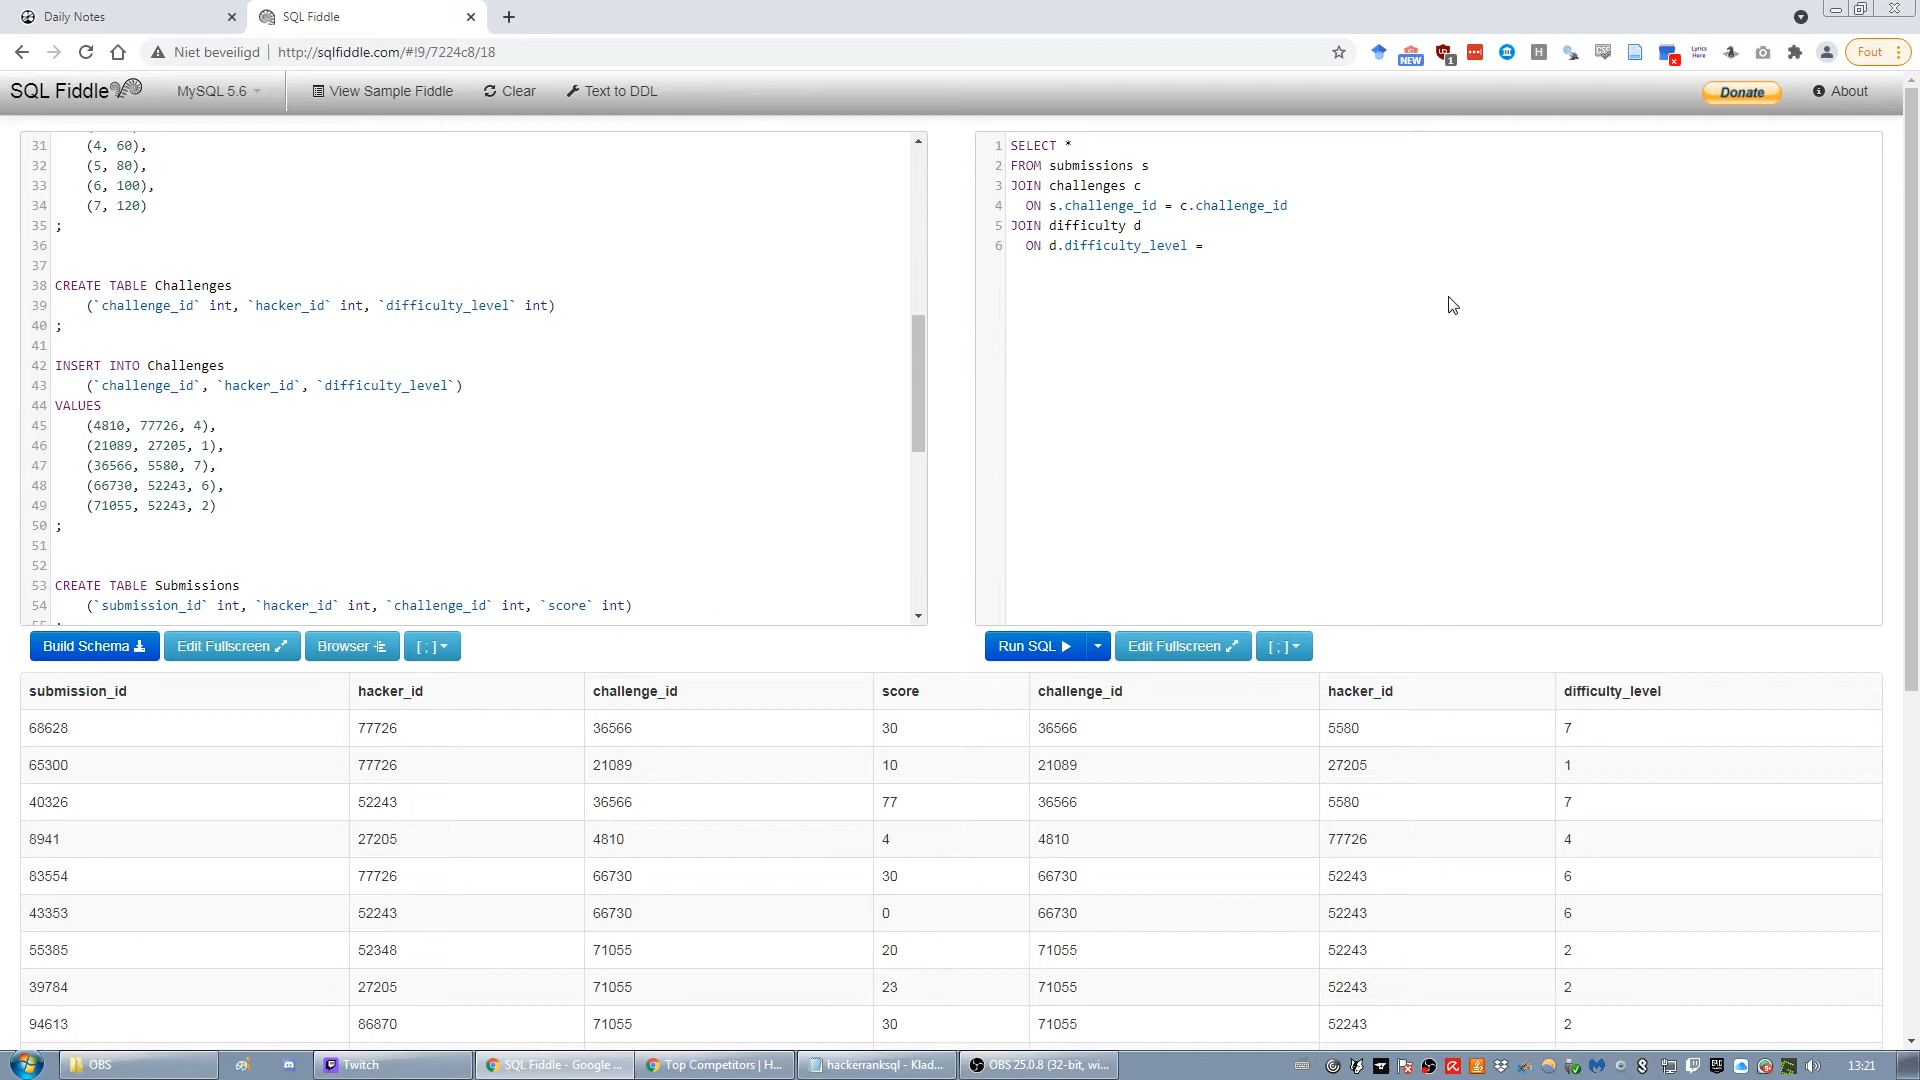 Daily Notes
SQL Fiddle
Niet beveiligd
http://sqlfiddle.com/#!9/7224c8/18
NEW
1
H
CSS
Lyrics Here
Fout
SQL Fiddle
MySQL 5.6
View Sample Fiddle
Clear
Text to DDL
Donate
About
31 (4, 60),
32 (5, 80),
33 (6, 100),
34 (7, 120)
35 ;
36
37
38 CREATE TABLE Challenges
39 (`challenge_id` int, `hacker_id` int, `difficulty_level` int)
40 ;
41
42 INSERT INTO Challenges
43 (`challenge_id`, `hacker_id`, `difficulty_level`)
44 VALUES
45 (4810, 77726, 4),
46 (21089, 27205, 1),
47 (36566, 5580, 7),
48 (66730, 52243, 6),
49 (71055, 52243, 2)
50 ;
51
52
53 CREATE TABLE Submissions
54 (`submission_id` int, `hacker_id` int, `challenge_id` int, `score` int)
1 SELECT *
2 FROM submissions s
3 JOIN challenges c
4 ON s.challenge_id = c.challenge_id
5 JOIN difficulty d
6 ON d.difficulty_level =
Build Schema
Edit Fullscreen
Browser
[ ; ]
Run SQL
Edit Fullscreen
[ ; ]
submission_id hacker_id challenge_id score challenge_id hacker_id difficulty_level
68628 77726 36566 30 36566 5580 7
65300 77726 21089 10 21089 27205 1
40326 52243 36566 77 36566 5580 7
8941 27205 4810 4 4810 77726 4
83554 77726 66730 30 66730 52243 6
43353 52243 66730 0 66730 52243 6
55385 52348 71055 20 71055 52243 2
39784 27205 71055 23 71055 52243 2
94613 86870 71055 30 71055 52243 2
OBS
Twitch
SQL Fiddle - Google ...
Top Competitors | H...
hackerranksql - Klad...
OBS 25.0.8 (32-bit, wi...
13:21